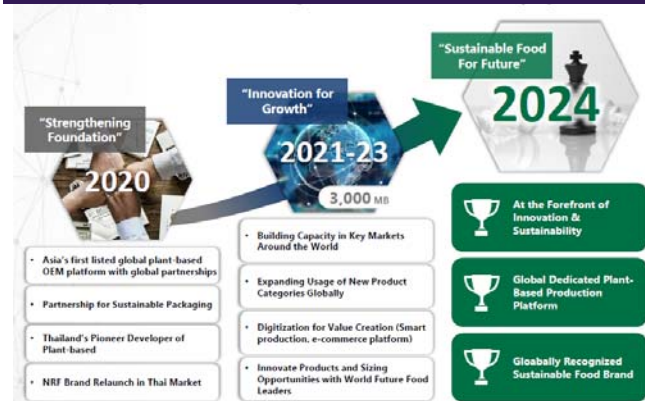 "Strengthening
Foundation"
2020
• Asia's first listed global plant-based
OEM platform with global partnerships
• Partnership for Sustainable Packaging
• Thailand's Pioneer Developer of
Plant-based
• NRF Brand Relaunch in Thai Market
"Innovation for
Growth"
2021-23
3,000 MB
• Building Capacity in Key Markets
Around the World
• Expanding Usage of New Product
Categories Globally
• Digitization for Value Creation (Smart
production, e-commerce platform)
• Innovate Products and Sizing
Opportunities with World Future Food
Leaders
"Sustainable Food
For Future"
2024
At the Forefront of
Innovation &
Sustainability
Global Dedicated Plant-
Based Production
Platform
Gloabally Recognized
Sustainable Food Brand